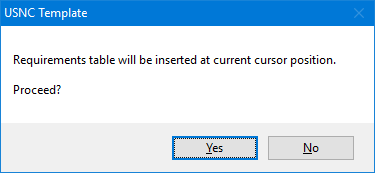 USNC Template
Requirements table will be inserted at current cursor position.
Proceed?
Yes
No